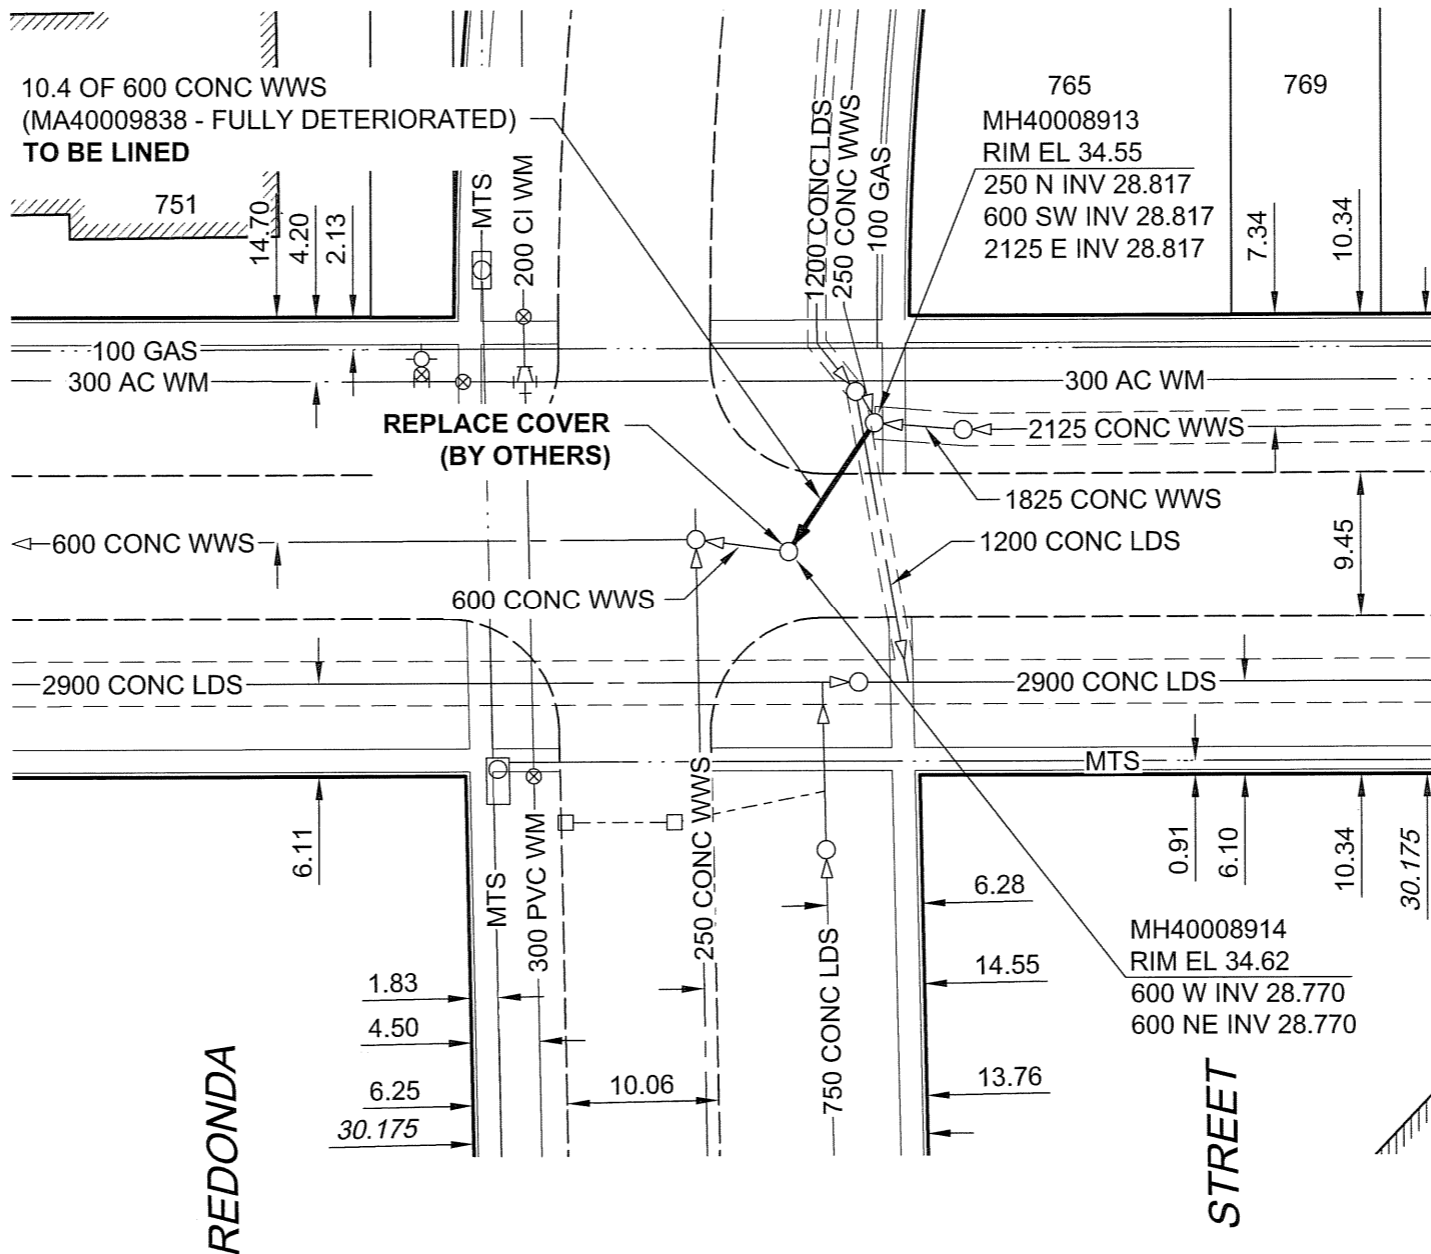 10.4 OF 600 CONC WWS
(MA40009838 - FULLY DETERIORATED)
TO BE LINED
751
14.70
4.20
2.13
MTS
200 CI WM
1200 CONC LDS
250 CONC WWS
100 GAS
765
769
MH40008913
RIM EL 34.55
250 N INV 28.817
600 SW INV 28.817
2125 E INV 28.817
7.34
10.34
100 GAS
300 AC WM
300 AC WM
REPLACE COVER
(BY OTHERS)
2125 CONC WWS
1825 CONC WWS
1200 CONC LDS
9.45
600 CONC WWS
600 CONC WWS
2900 CONC LDS
2900 CONC LDS
MTS
6.11
MTS
300 PVC WM
250 CONC WWS
750 CONC LDS
0.91
6.10
10.34
30.175
6.28
14.55
13.76
MH40008914
RIM EL 34.62
600 W INV 28.770
600 NE INV 28.770
1.83
4.50
6.25
30.175
10.06
REDONDA
STREET